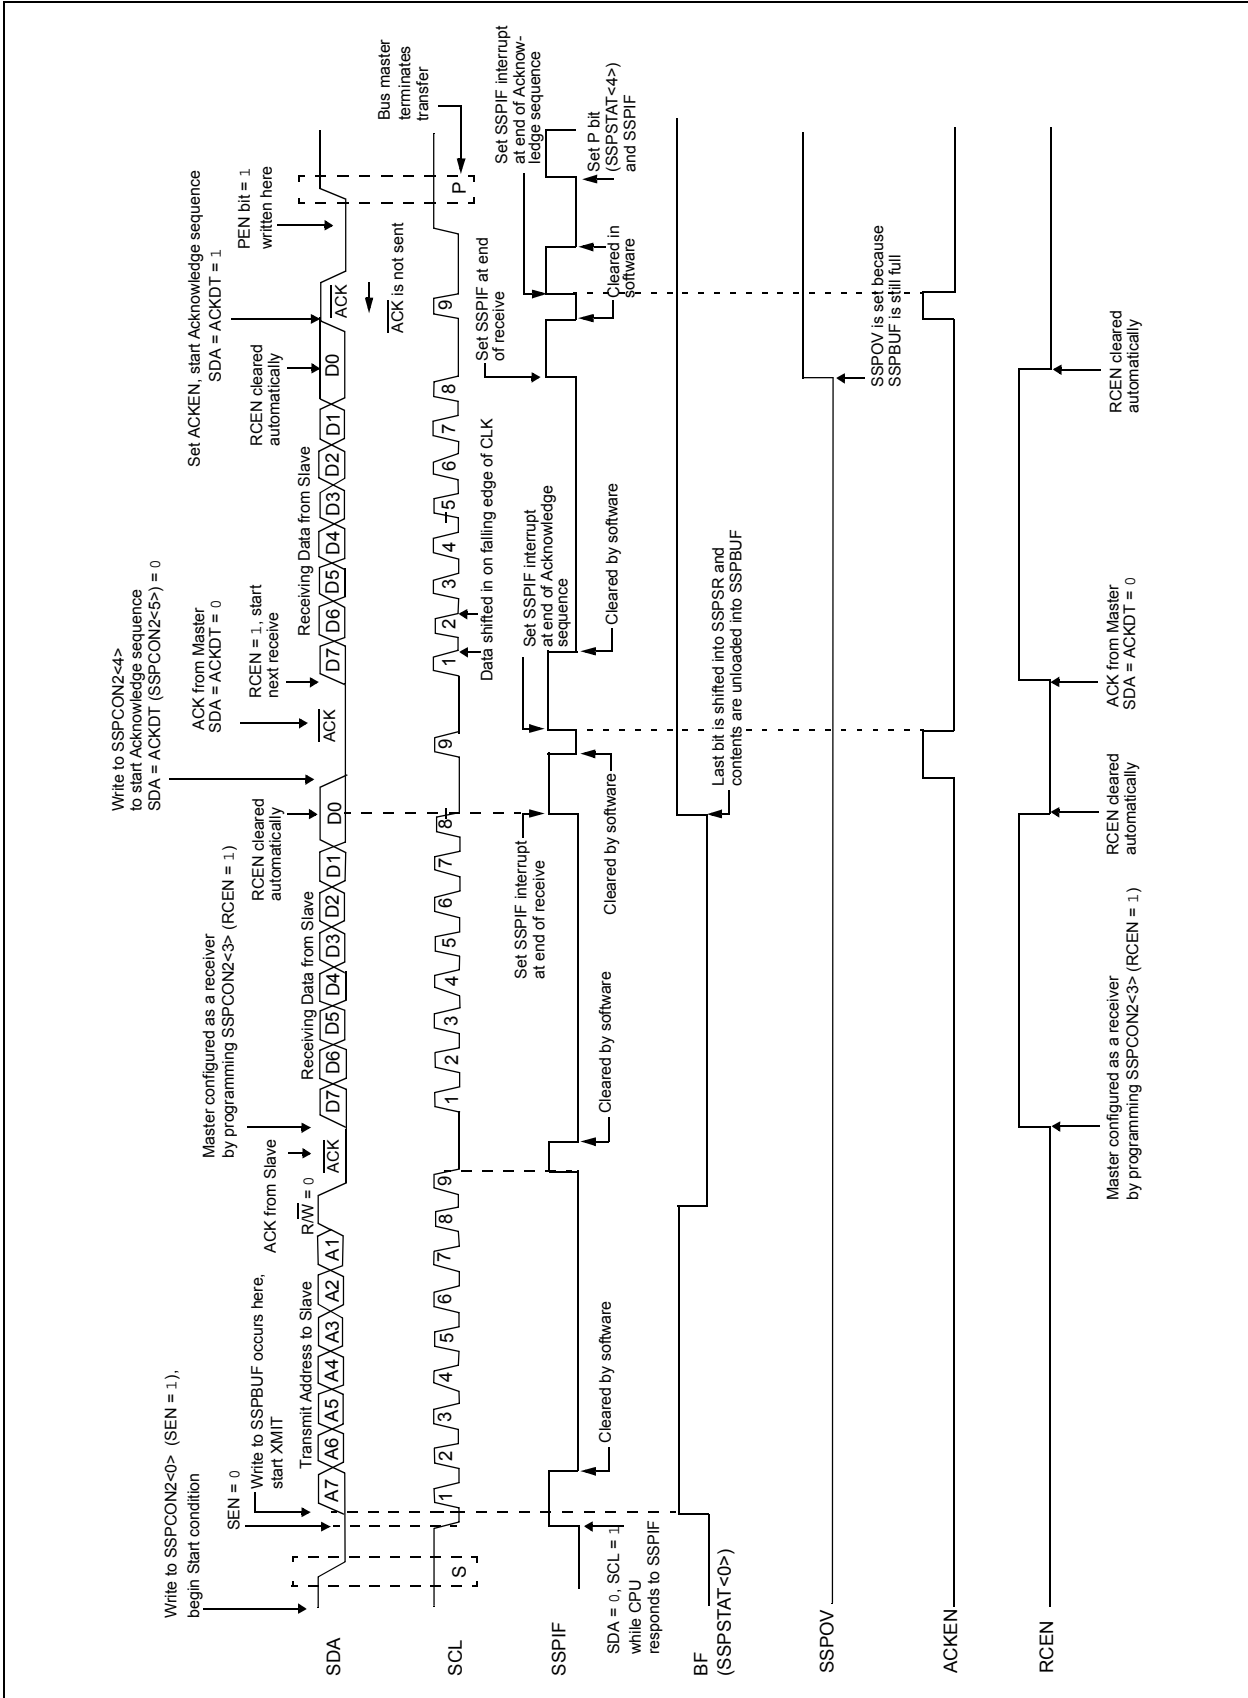 Write to SSPCON2<0> (SEN = 1),
begin Start condition
SEN = 0
Write to SSPBUF occurs here,
start XMIT
ACK from Slave
Master configured as a receiver
by programming SSPCON2<3> (RCEN = 1)
RCEN cleared
automatically
Write to SSPCON2<4>
to start Acknowledge sequence
SDA = ACKDT (SSPCON2<5>) = 0
ACK from Master
SDA = ACKDT = 0
RCEN = 1, start
next receive
RCEN cleared
automatically
Set ACKEN, start Acknowledge sequence
SDA = ACKDT = 1
PEN bit = 1
written here
Transmit Address to Slave
R/W = 0
Receiving Data from Slave
Receiving Data from Slave
SDA
A7 A6 A5 A4 A3 A2 A1
ACK
D7 D6 D5 D4 D3 D2 D1 D0
ACK
D7 D6 D5 D4 D3 D2 D1 D0
ACK
ACK is not sent
Bus master
terminates
transfer
SCL
S
1 2 3 4 5 6 7 8 9
1 2 3 4 5 6 7 8 9
1 2 3 4 5 6 7 8 9
P
Data shifted in on falling edge of CLK
Set SSPIF interrupt
at end of receive
Set SSPIF interrupt
at end of Acknowledge
sequence
Set SSPIF at end
of receive
Set SSPIF interrupt
at end of Acknow-
ledge sequence
SSPIF
SDA = 0, SCL = 1
while CPU
responds to SSPIF
Cleared by software
Cleared by software
Cleared by software
Cleared by software
Cleared in
software
Set P bit
(SSPSTAT<4>)
and SSPIF
BF
(SSPSTAT<0>)
Last bit is shifted into SSPSR and
contents are unloaded into SSPBUF
SSPOV
SSPOV is set because
SSPBUF is still full
ACKEN
RCEN
Master configured as a receiver
by programming SSPCON2<3> (RCEN = 1)
RCEN cleared
automatically
ACK from Master
SDA = ACKDT = 0
RCEN cleared
automatically